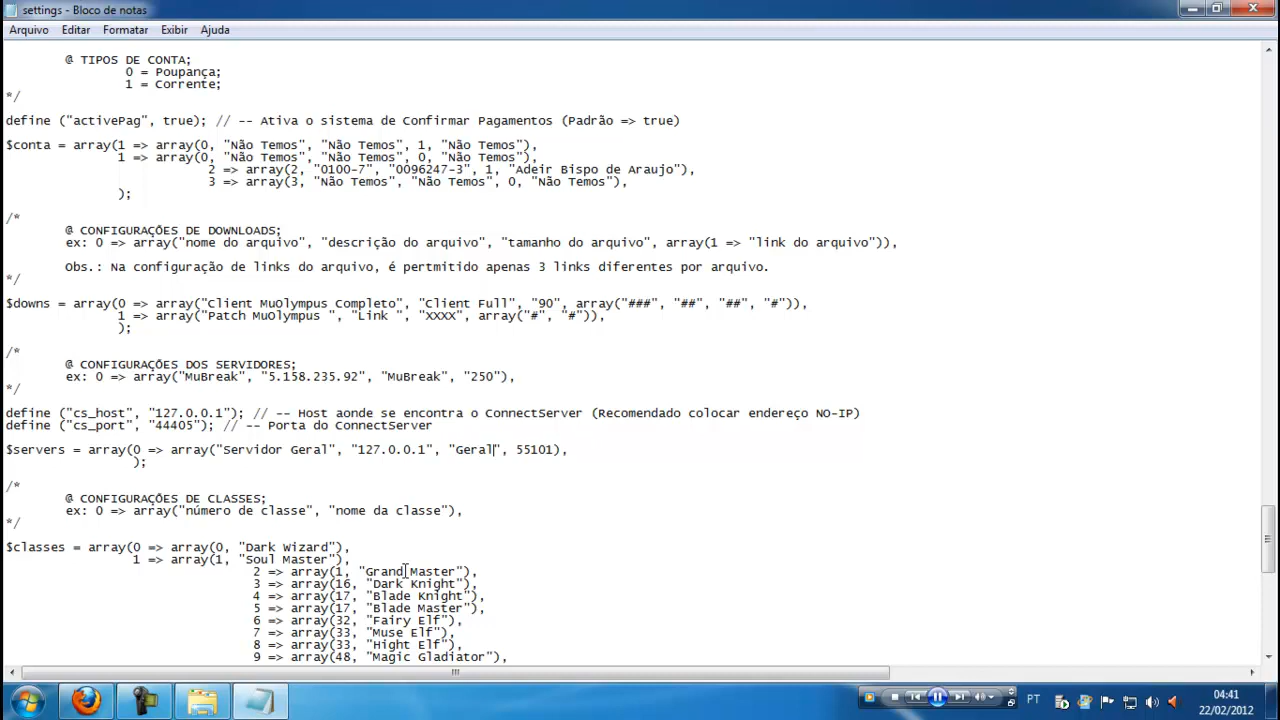 settings - Bloco de notas
Arquivo Editar Formatar Exibir Ajuda
@ TIPOS DE CONTA;
0 = Poupança;
1 = Corrente;
*/
define ("activePag", true); // -- Ativa o sistema de Confirmar Pagamentos (Padrão => true)
$conta = array(1 => array(0, "Não Temos", "Não Temos", 1, "Não Temos"),
1 => array(0, "Não Temos", "Não Temos", 0, "Não Temos"),
2 => array(2, "0100-7", "0096247-3", 1, "Adeir Bispo de Araujo"),
3 => array(3, "Não Temos", "Não Temos", 0, "Não Temos"),
);
/*
@ CONFIGURAÇÕES DE DOWNLOADS;
ex: 0 => array("nome do arquivo", "descrição do arquivo", "tamanho do arquivo", array(1 => "link do arquivo")),
Obs.: Na configuração de links do arquivo, é pertmitido apenas 3 links diferentes por arquivo.
*/
$downs = array(0 => array("Client MuOlympus Completo", "Client Full", "90", array("###", "##", "##", "#")),
1 => array("Patch MuOlympus ", "Link ", "XXXX", array("#", "#")),
);
/*
@ CONFIGURAÇÕES DOS SERVIDORES;
ex: 0 => array("MuBreak", "5.158.235.92", "MuBreak", "250"),
*/
define ("cs_host", "127.0.0.1"); // -- Host aonde se encontra o ConnectServer (Recomendado colocar endereço NO-IP)
define ("cs_port", "44405"); // -- Porta do ConnectServer
$servers = array(0 => array("Servidor Geral", "127.0.0.1", "Geral", 55101),
);
/*
@ CONFIGURAÇÕES DE CLASSES;
ex: 0 => array("número de classe", "nome da classe"),
*/
$classes = array(0 => array(0, "Dark Wizard"),
1 => array(1, "Soul Master"),
2 => array(1, "Grand Master"),
3 => array(16, "Dark Knight"),
4 => array(17, "Blade Knight"),
5 => array(17, "Blade Master"),
6 => array(32, "Fairy Elf"),
7 => array(33, "Muse Elf"),
8 => array(33, "Hight Elf"),
9 => array(48, "Magic Gladiator"),
PT
04:41
22/02/2012